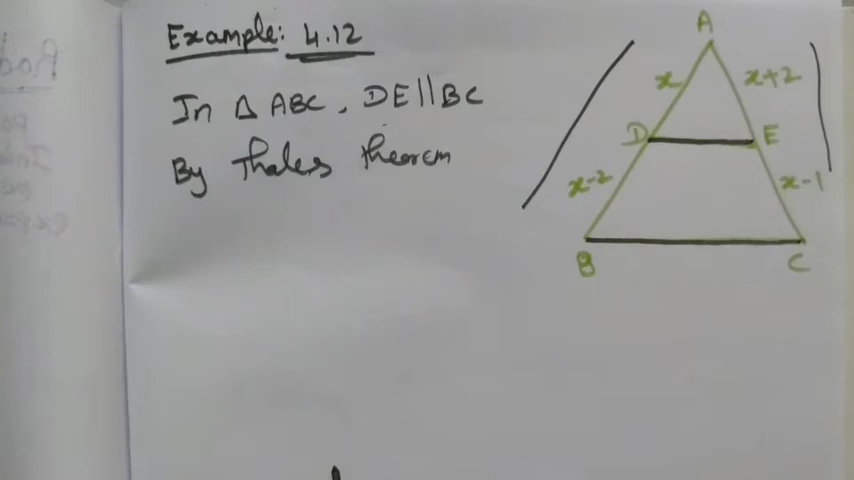 Example: 4.12
In Δ ABC, DE||BC
By Thales theorem
A
x
x+2
D
E
x-2
x-1
B
C